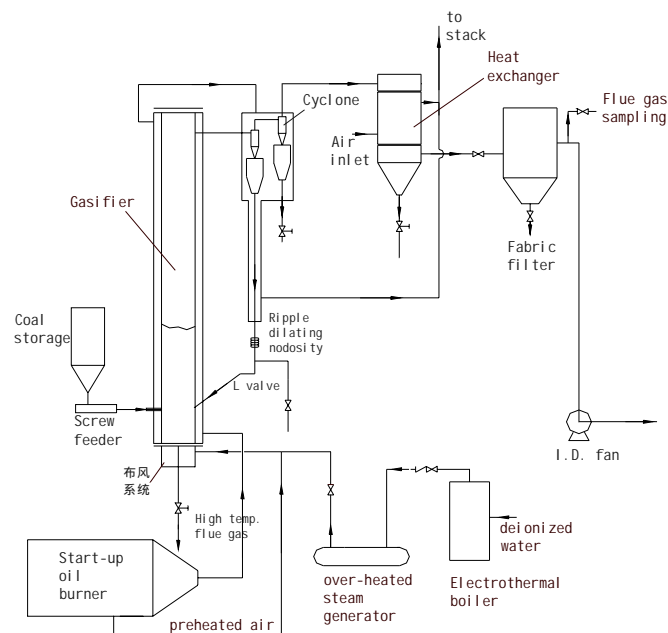 to
stack
Heat
exchanger
Cyclone
Flue gas
sampling
Air
inlet
Gasifier
Fabric
filter
Coal
storage
Ripple
dilating
nodosity
L valve
Screw
feeder
I.D. fan
布风
系统
High temp.
flue gas
deionized
water
Start-up
oil
burner
over-heated
steam
generator
Electrothermal
boiler
preheated air